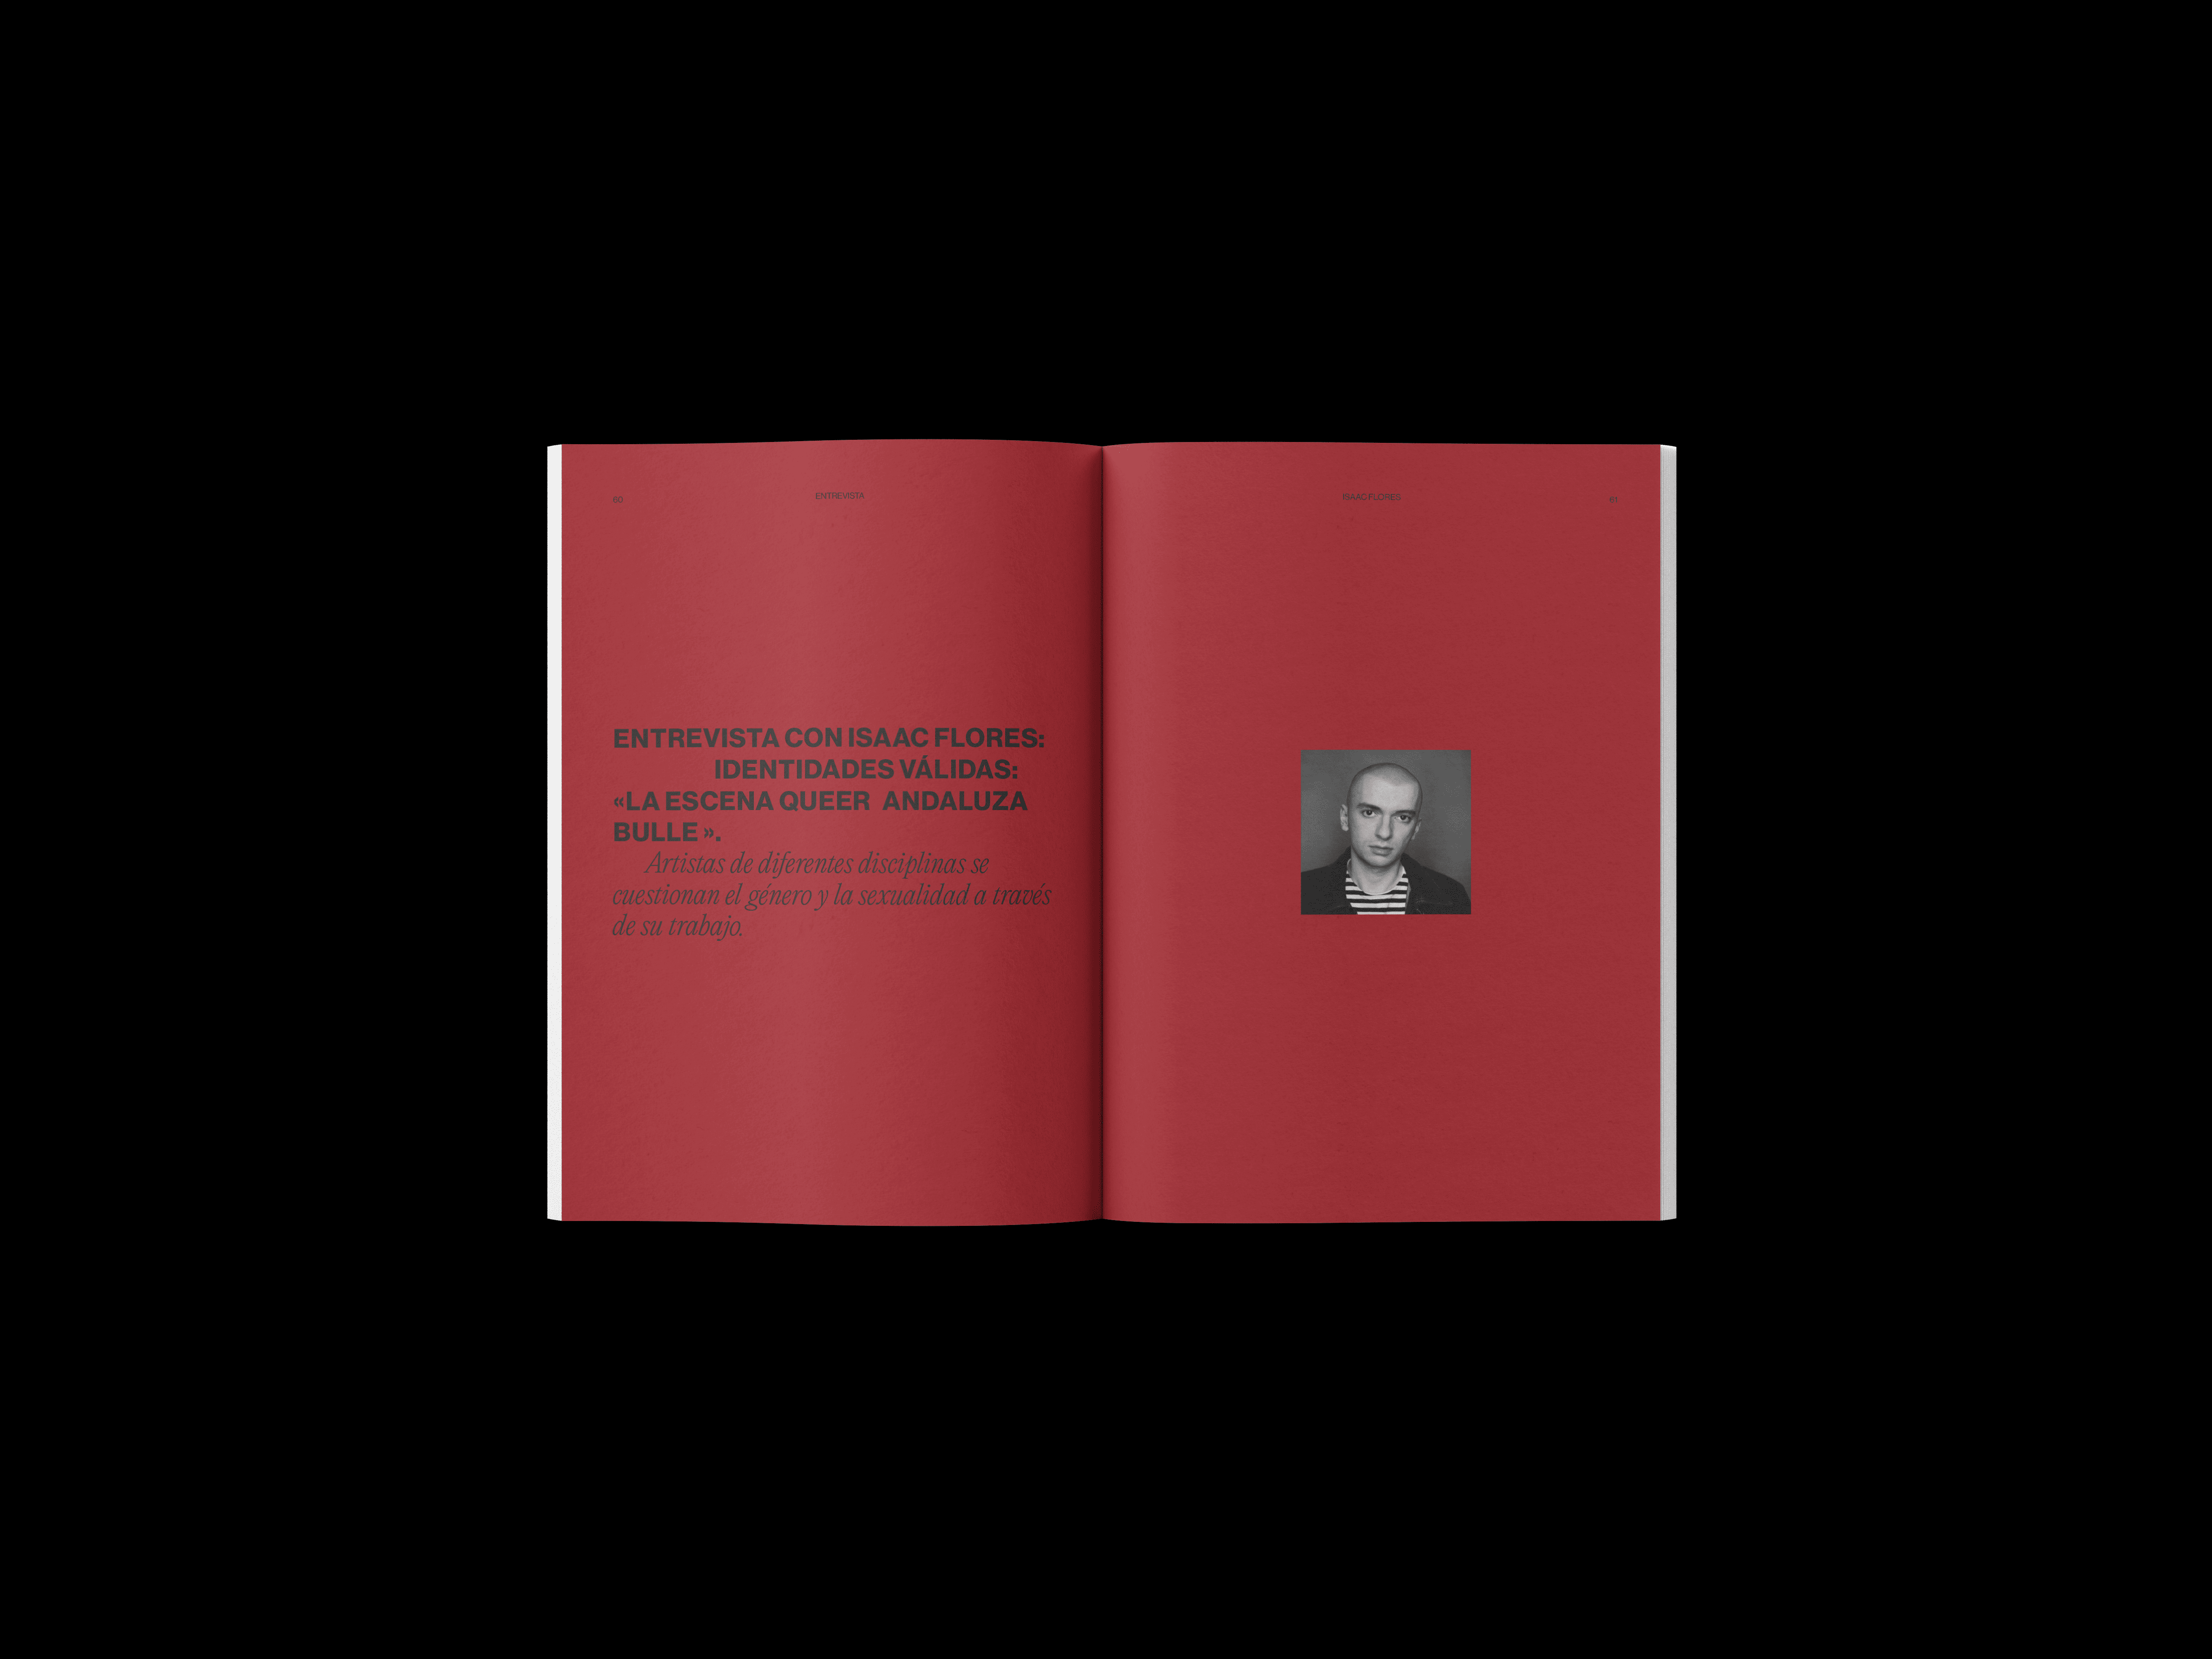 60
ENTREVISTA
ISAAC FLORES
61
ENTREVISTA CON ISAAC FLORES:
IDENTIDADES VÁLIDAS:
«LA ESCENA QUEER ANDALUZA
BULLE ».
Artistas de diferentes disciplinas se
cuestionan el género y la sexualidad a través
de su trabajo.